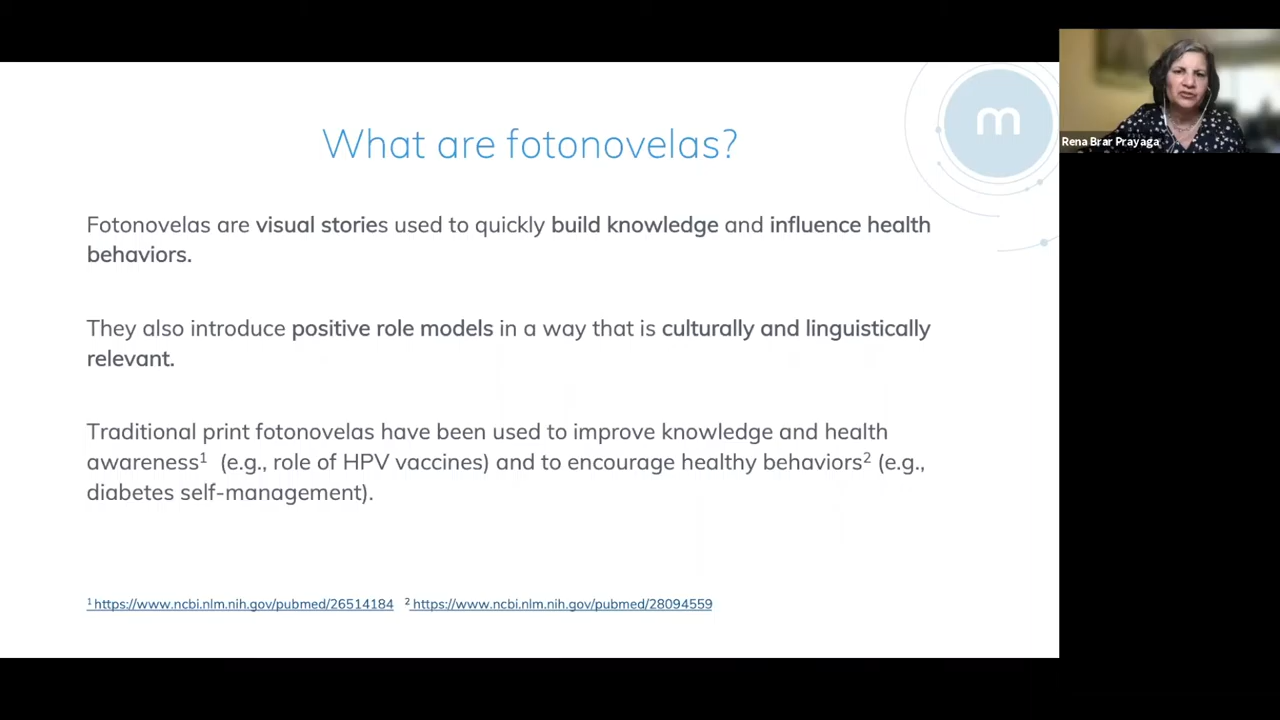 What are fotonovelas?
m
Rena Brar Prayaga
Fotonovelas are visual stories used to quickly build knowledge and influence health
behaviors.
They also introduce positive role models in a way that is culturally and linguistically
relevant.
Traditional print fotonovelas have been used to improve knowledge and health
awareness¹ (e.g., role of HPV vaccines) and to encourage healthy behaviors² (e.g.,
diabetes self-management).
¹ https://www.ncbi.nlm.nih.gov/pubmed/26514184 ² https://www.ncbi.nlm.nih.gov/pubmed/28094559